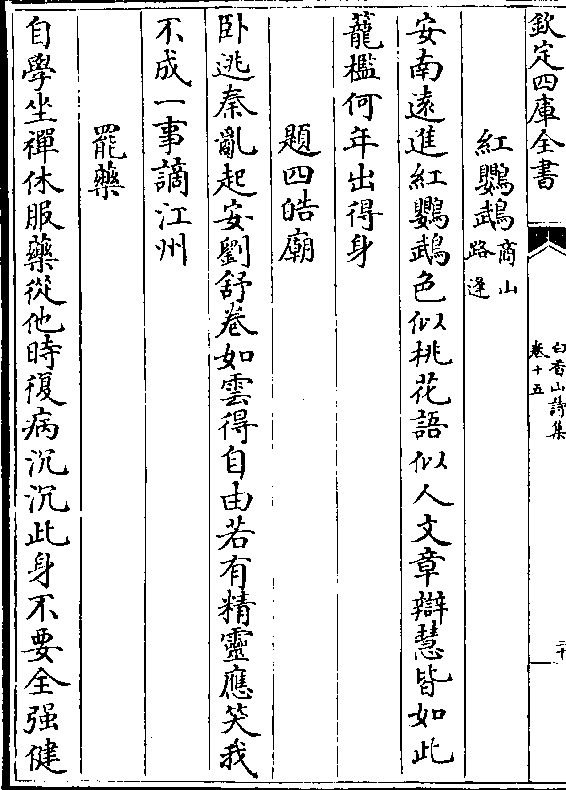 欽定四庫全書
白香山詩集
卷十五
二十
紅鸚鵡商山
路逢
安南遠進紅鸚鵡色似桃花語似人文章辯慧皆如此
籠檻何年出得身
題四皓廟
卧逃秦亂起安劉舒卷如雲得自由若有精靈應笑我
不成一事謫江州
罷藥
自學坐禪休服藥從他時復病沉沉此身不要全强健